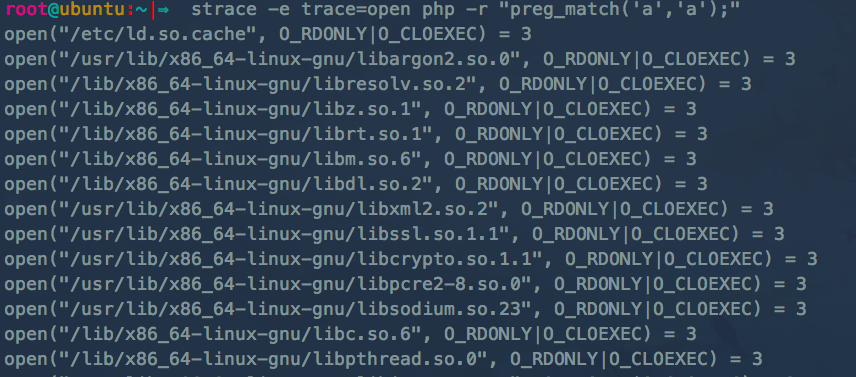 root@ubuntu:~|⇒  strace -e trace=open php -r "preg_match('a','a');"
open("/etc/ld.so.cache", O_RDONLY|O_CLOEXEC) = 3
open("/usr/lib/x86_64-linux-gnu/libargon2.so.0", O_RDONLY|O_CLOEXEC) = 3
open("/lib/x86_64-linux-gnu/libresolv.so.2", O_RDONLY|O_CLOEXEC) = 3
open("/lib/x86_64-linux-gnu/libz.so.1", O_RDONLY|O_CLOEXEC) = 3
open("/lib/x86_64-linux-gnu/librt.so.1", O_RDONLY|O_CLOEXEC) = 3
open("/lib/x86_64-linux-gnu/libm.so.6", O_RDONLY|O_CLOEXEC) = 3
open("/lib/x86_64-linux-gnu/libdl.so.2", O_RDONLY|O_CLOEXEC) = 3
open("/usr/lib/x86_64-linux-gnu/libxml2.so.2", O_RDONLY|O_CLOEXEC) = 3
open("/usr/lib/x86_64-linux-gnu/libssl.so.1.1", O_RDONLY|O_CLOEXEC) = 3
open("/usr/lib/x86_64-linux-gnu/libcrypto.so.1.1", O_RDONLY|O_CLOEXEC) = 3
open("/usr/lib/x86_64-linux-gnu/libpcre2-8.so.0", O_RDONLY|O_CLOEXEC) = 3
open("/usr/lib/x86_64-linux-gnu/libsodium.so.23", O_RDONLY|O_CLOEXEC) = 3
open("/lib/x86_64-linux-gnu/libc.so.6", O_RDONLY|O_CLOEXEC) = 3
open("/lib/x86_64-linux-gnu/libpthread.so.0", O_RDONLY|O_CLOEXEC) = 3